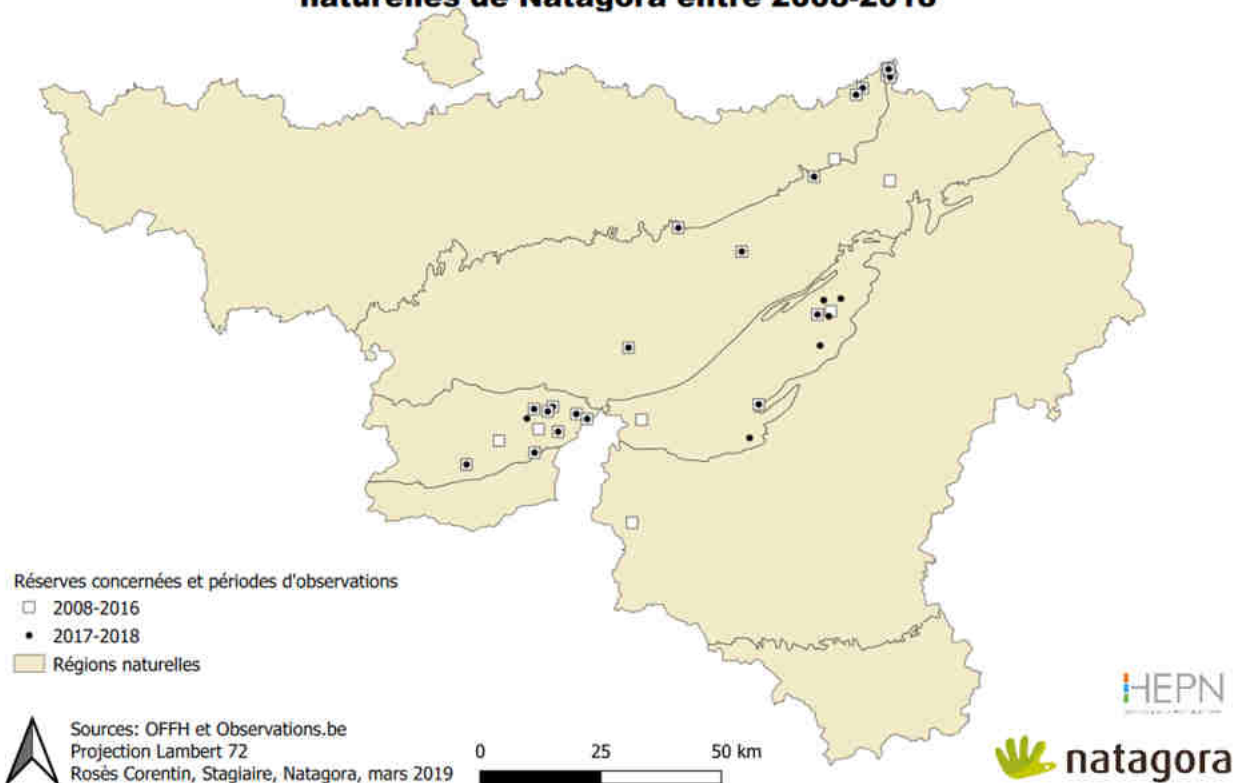 naturelles de Natagora entre 2008-2018
Réserves concernées et périodes d'observations
2008-2016
2017-2018
Régions naturelles
Sources: OFFH et Observations.be
Projection Lambert 72
Rosès Corentin, Stagiaire, Natagora, mars 2019
0 25 50 km
HEPN
natagora